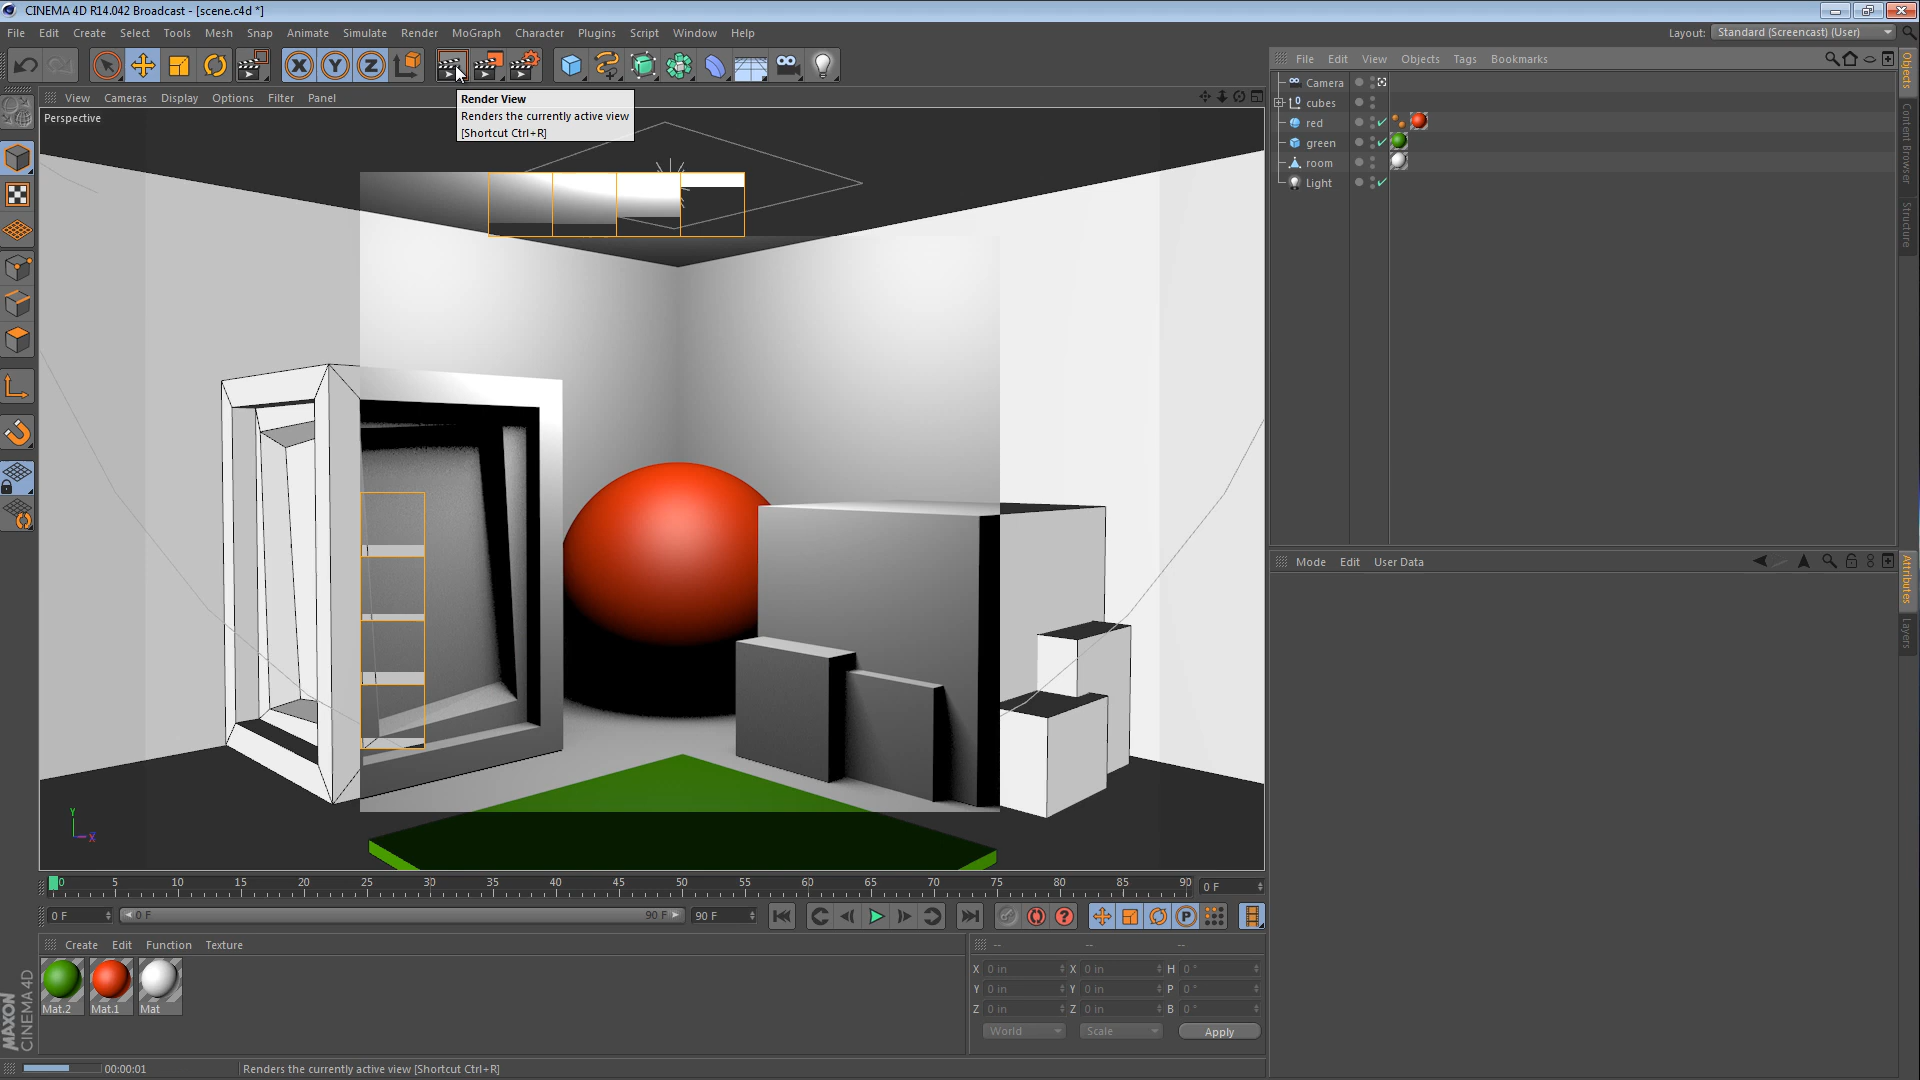 CINEMA 4D R14.042 Broadcast - [scene.c4d *]
File Edit Create Select Tools Mesh Snap Animate Simulate Render MoGraph Character Plugins Script Window Help
Layout: Standard (Screencast) (User)
File Edit View Objects Tags Bookmarks
View Cameras Display Options Filter Panel
Perspective
Render View
Renders the currently active view
[Shortcut Ctrl+R]
Camera
cubes
red
green
room
Light
Objects
Content Browser
Structure
Mode Edit User Data
Attributes
Layers
X Y Z
Y
X
0 5 10 15 20 25 30 35 40 45 50 55 60 65 70 75 80 85 90
0 F
0 F 0 F 90 F 90 F
P
Create Edit Function Texture
Mat.2 Mat.1 Mat
-- -- --
X 0 in X 0 in H 0 °
Y 0 in Y 0 in P 0 °
Z 0 in Z 0 in B 0 °
World Scale Apply
MAXON
CINEMA 4D
00:00:01 Renders the currently active view [Shortcut Ctrl+R]